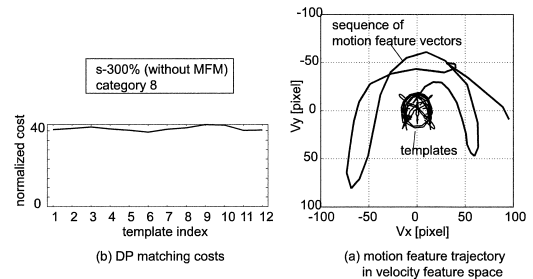 s-300% (without MFM)
category 8
normalized cost
40
0
1 2 3 4 5 6 7 8 9 10 11 12
template index
(b) DP matching costs
-100
-50
0
50
100
Vy [pixel]
sequence of
motion feature vectors
templates
-100 -50 0 50 100
Vx [pixel]
(a) motion feature trajectory
in velocity feature space